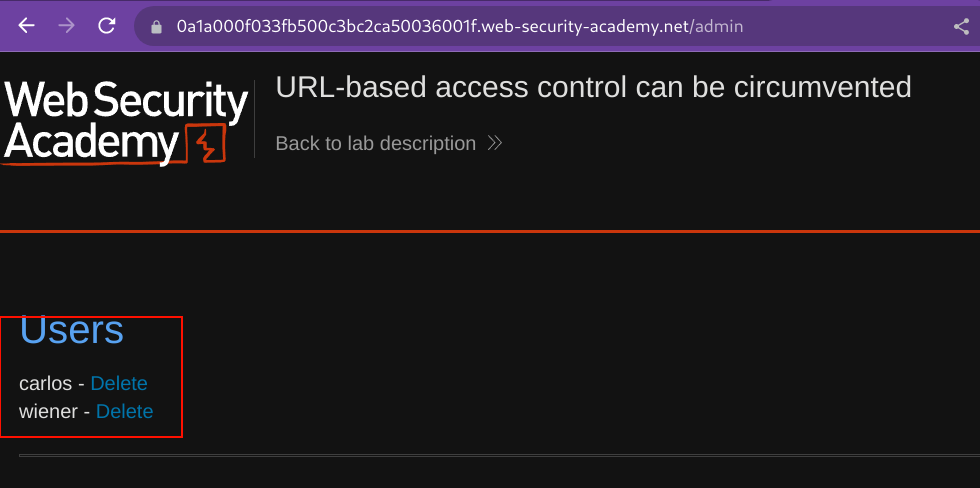 0a1a000f033fb500c3bc2ca50036001f.web-security-academy.net/admin
Web Security
Academy
URL-based access control can be circumvented
Back to lab description
Users
carlos - Delete
wiener - Delete